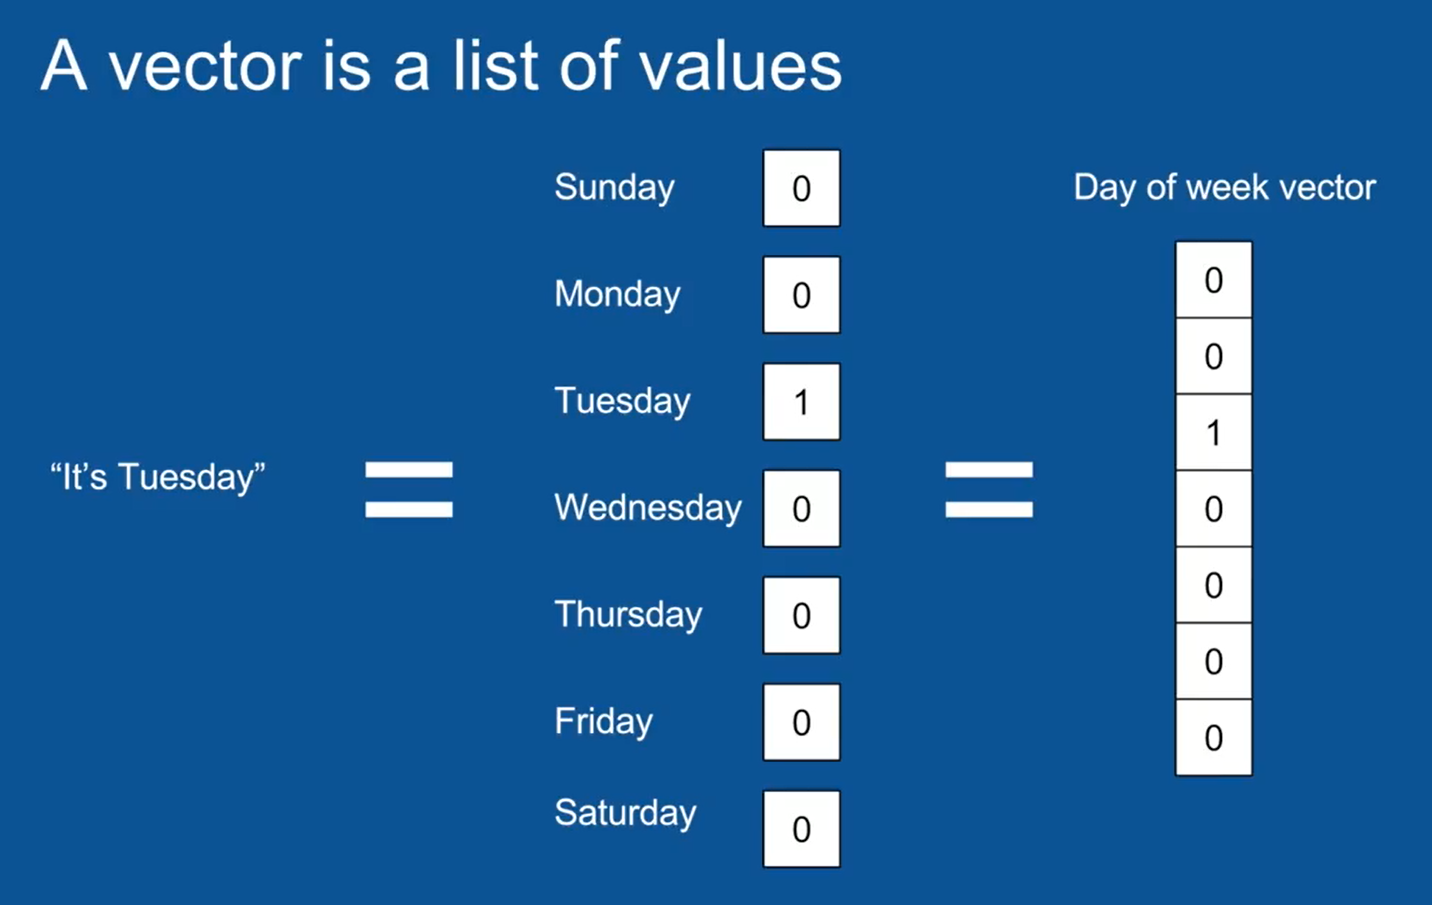 A vector is a list of values
Sunday 0
Monday 0
Tuesday 1
Wednesday 0
Thursday 0
Friday 0
Saturday 0
“It’s Tuesday”
Day of week vector
0
0
1
0
0
0
0